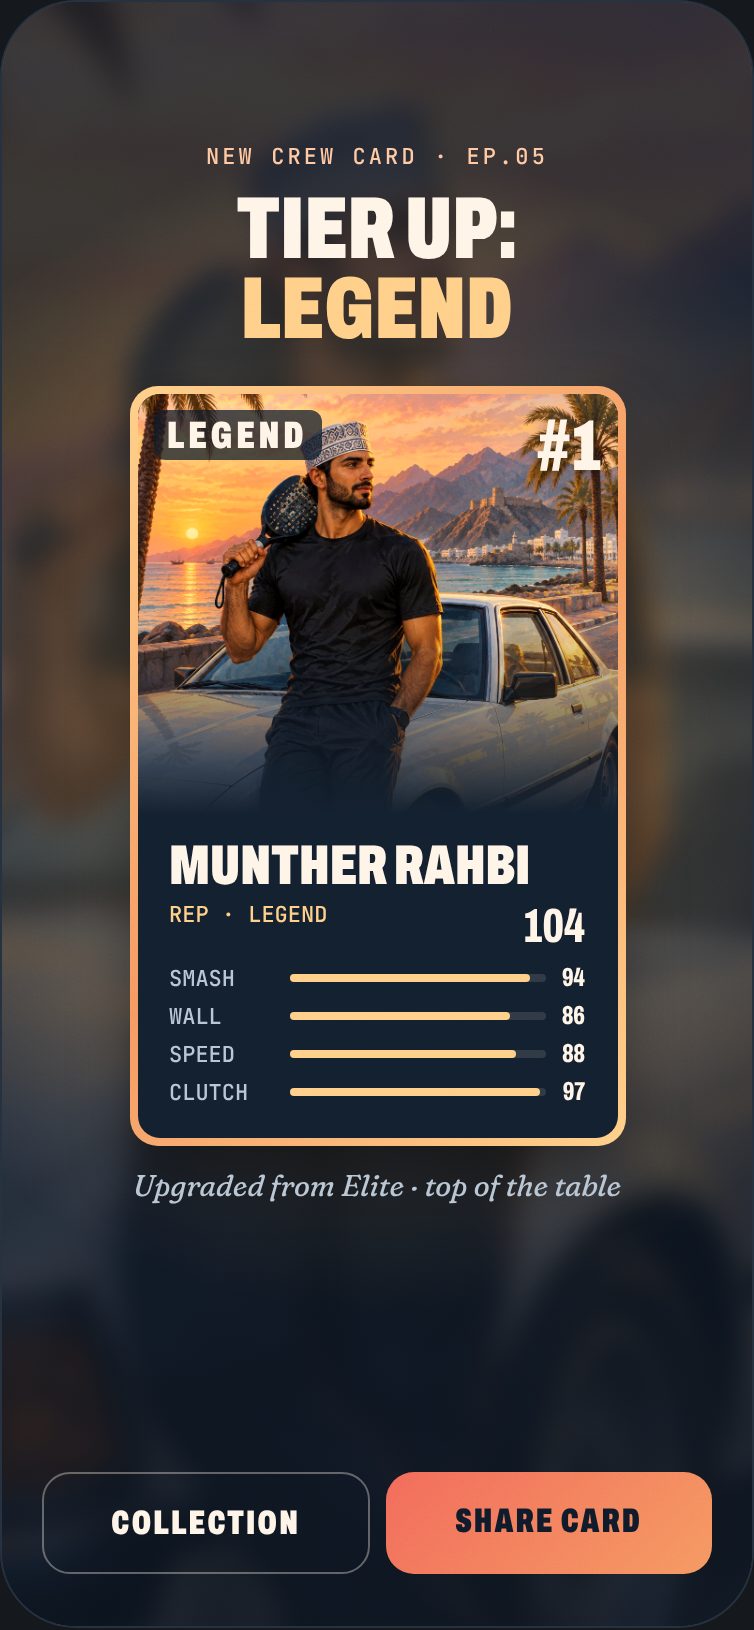 NEW CREW CARD · EP.05
TIER UP:
LEGEND
LEGEND
#1
MUNTHER RAHBI
REP · LEGEND
104
SMASH 94
WALL 86
SPEED 88
CLUTCH 97
Upgraded from Elite · top of the table
COLLECTION
SHARE CARD